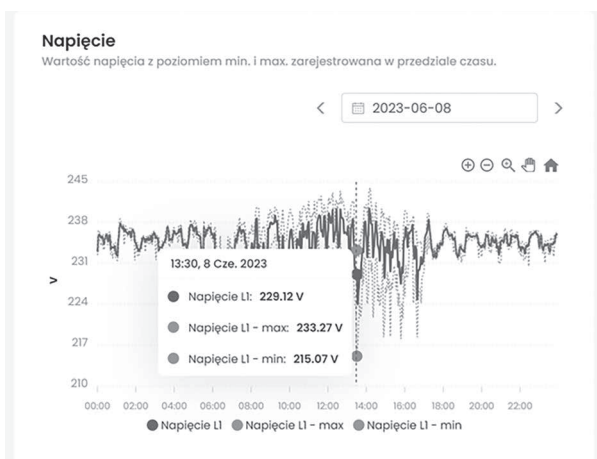 Napięcie
Wartość napięcia z poziomiem min. i max. zarejestrowana w przedziale czasu.
2023-06-08
245
238
231
224
217
210
V
13:30, 8 Cze. 2023
Napięcie L1: 229.12 V
Napięcie L1 - max: 233.27 V
Napięcie L1 - min: 215.07 V
00:00 02:00 04:00 06:00 08:00 10:00 12:00 14:00 16:00 18:00 20:00 22:00
Napięcie L1 Napięcie L1 - max Napięcie L1 - min